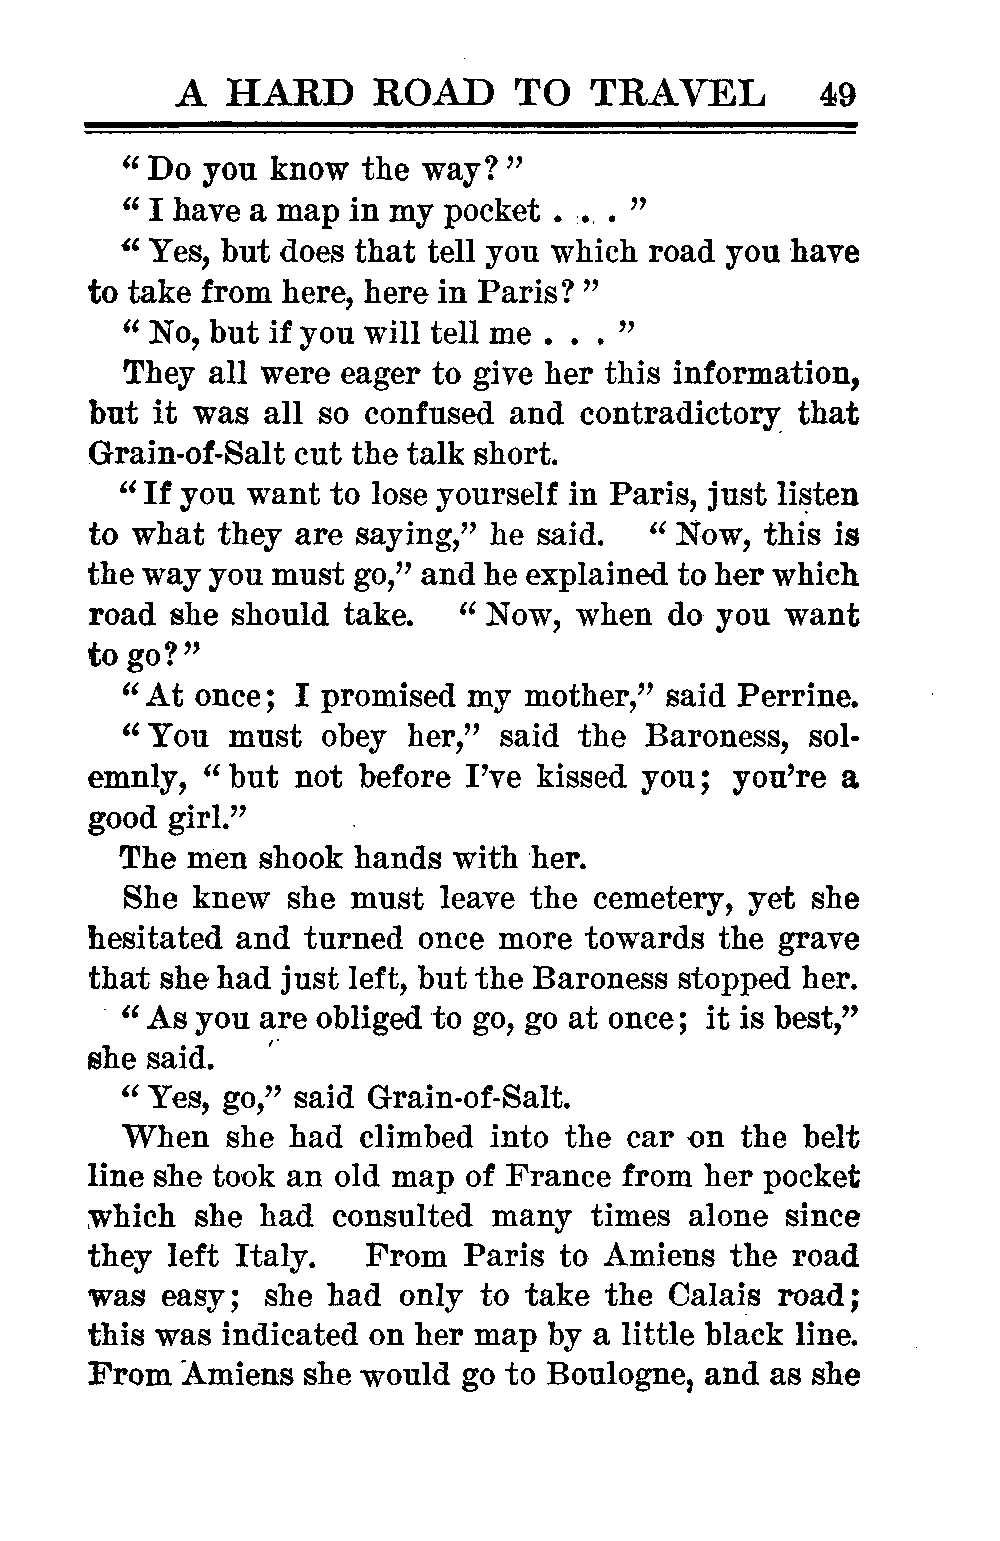 A HARD ROAD TO TRAVEL 49
"Do you know the way?"
"I have a map in my pocket . . . "
"Yes, but does that tell you which road you have
to take from here, here in Paris?"
"No, but if you will tell me . . . "
They all were eager to give her this information,
but it was all so confused and contradictory that
Grain-of-Salt cut the talk short.
"If you want to lose yourself in Paris, just listen
to what they are saying," he said. "Now, this is
the way you must go," and he explained to her which
road she should take. "Now, when do you want
to go?"
"At once; I promised my mother," said Perrine.
"You must obey her," said the Baroness, sol-
emnly, "but not before I've kissed you; you're a
good girl."
The men shook hands with her.
She knew she must leave the cemetery, yet she
hesitated and turned once more towards the grave
that she had just left, but the Baroness stopped her.
"As you are obliged to go, go at once; it is best,"
she said.
"Yes, go," said Grain-of-Salt.
When she had climbed into the car on the belt
line she took an old map of France from her pocket
which she had consulted many times alone since
they left Italy. From Paris to Amiens the road
was easy; she had only to take the Calais road;
this was indicated on her map by a little black line.
From Amiens she would go to Boulogne, and as she